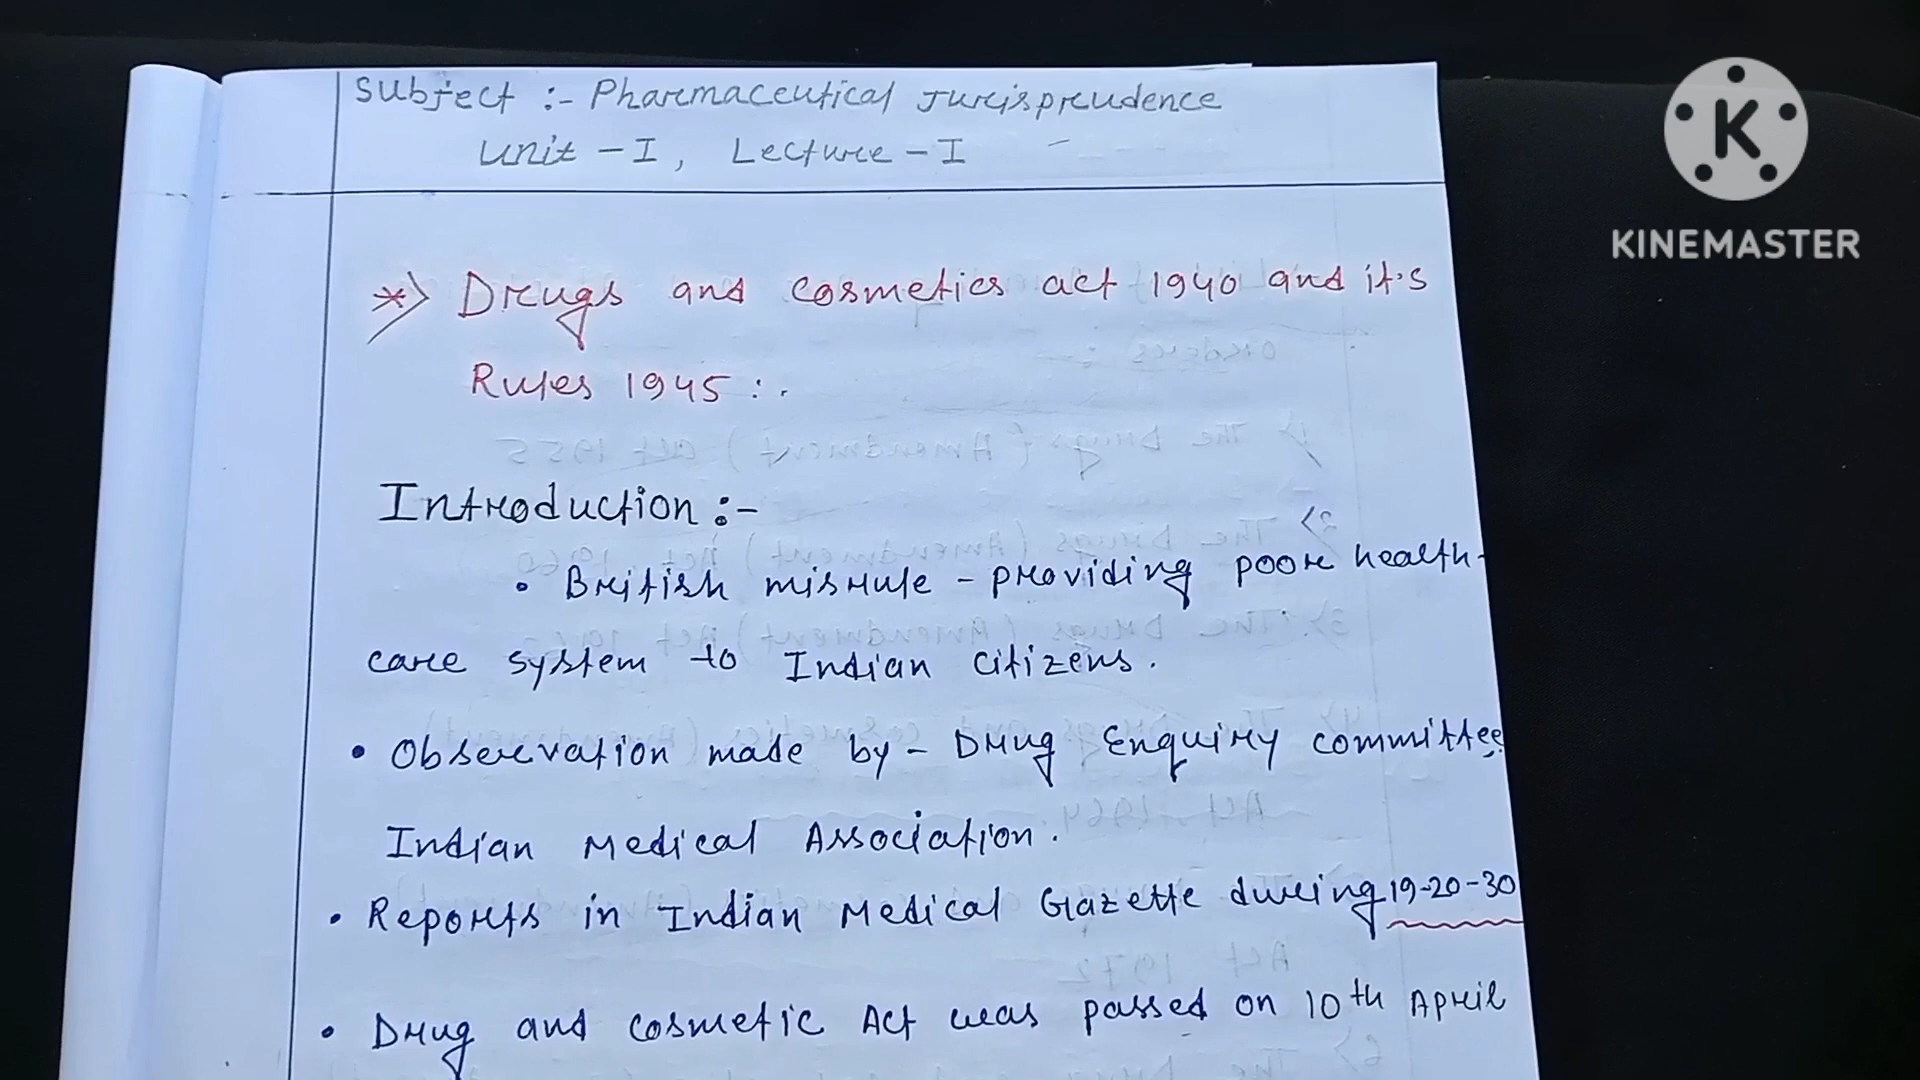 Subject :- Pharmaceutical Jurisprudence
Unit - I, Lecture - I
K
KINEMASTER
*> Drugs and cosmetics act 1940 and it's
Rules 1945 :.
Introduction :-
• British misrule - providing poor health-
care system to Indian citizens.
• Observation made by - Drug Enquiry committee
Indian Medical Association.
• Reports in Indian Medical Gazette during 19-20-30
• Drug and cosmetic Act was passed on 10th April